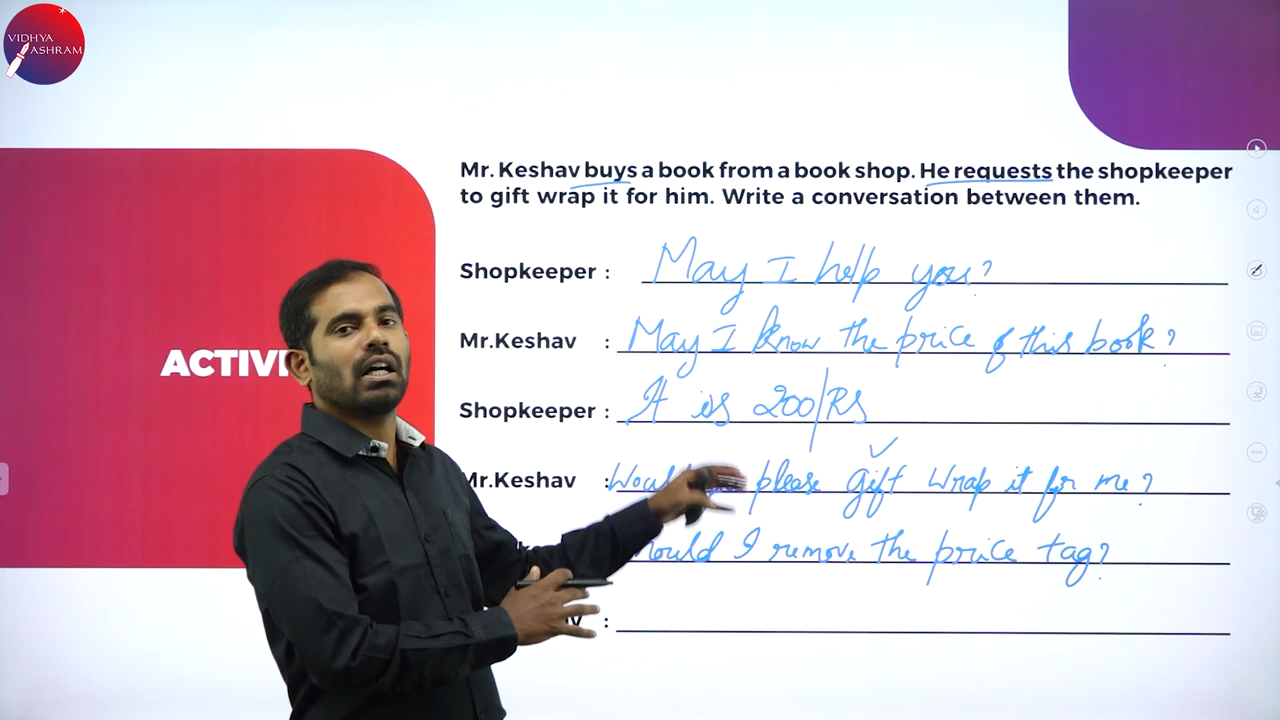 VIDHYA
ASHRAM
Mr. Keshav buys a book from a book shop. He requests the shopkeeper
to gift wrap it for him. Write a conversation between them.
Shopkeeper : May I help you?
Mr.Keshav : May I know the price of this book?
ACTIVI
Shopkeeper : It is 200/RS
Mr.Keshav : please gift wrap it for me?
I remove the price tag?
: